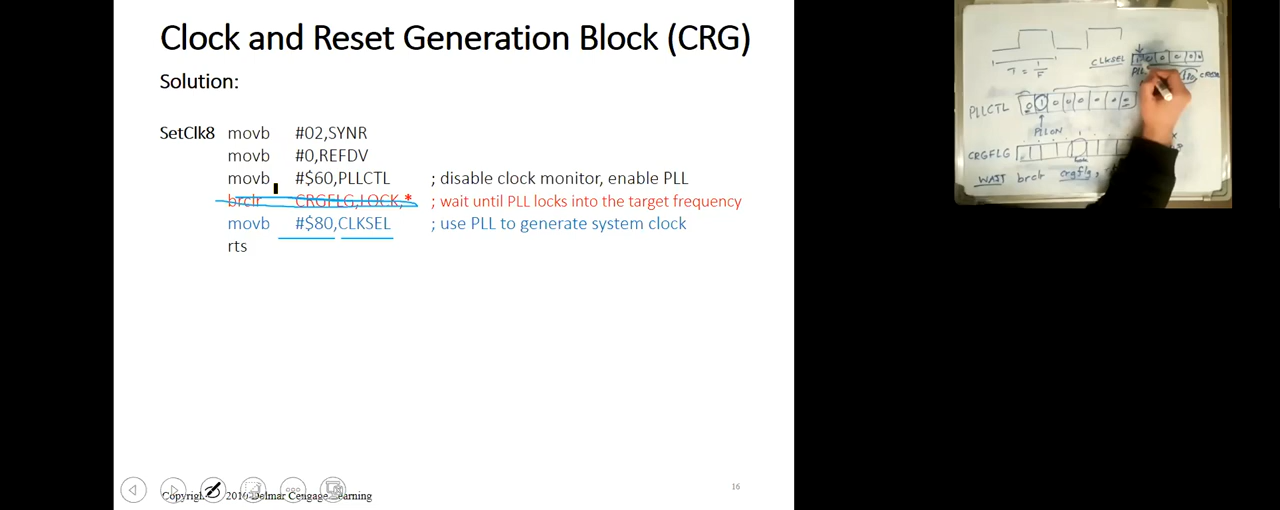 Clock and Reset Generation Block (CRG)
Solution:
SetClk8 movb #02,SYNR
movb #0,REFDV
movb #$60,PLLCTL ; disable clock monitor, enable PLL
brclr CRGFLG,LOCK,* ; wait until PLL locks into the target frequency
movb #$80,CLKSEL ; use PLL to generate system clock
rts
16
Copyright 2010 Delmar Cengage Learning
CLKSEL
T = 1/F
PLLCTL
PLLON
CRGFLG
WAIT brclr crgflg,